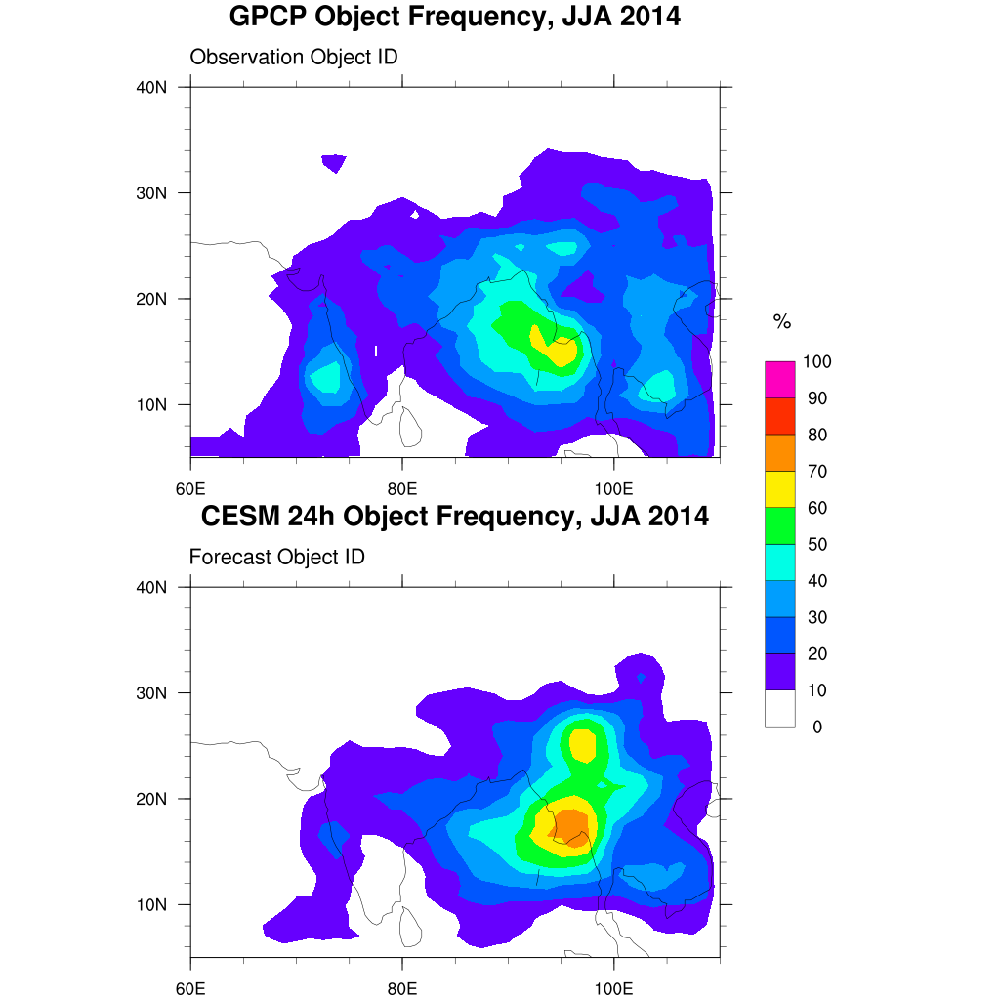 GPCP Object Frequency, JJA 2014
Observation Object ID
40N
30N
20N
10N
60E 80E 100E
CESM 24h Object Frequency, JJA 2014
Forecast Object ID
40N
30N
20N
10N
60E 80E 100E
%
100
90
80
70
60
50
40
30
20
10
0